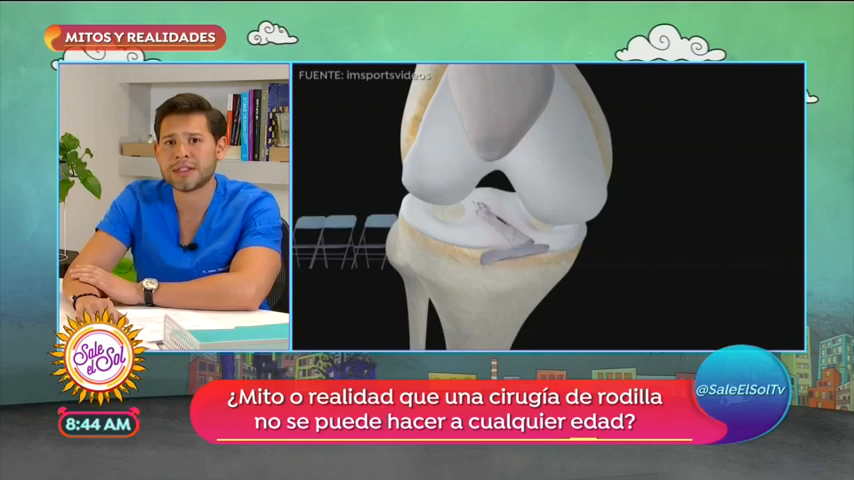 MITOS Y REALIDADES
FUENTE: imsportsvideos
Sale
el Sol
8:44 AM
@SaleElSolTv
¿Mito o realidad que una cirugía de rodilla
no se puede hacer a cualquier edad?